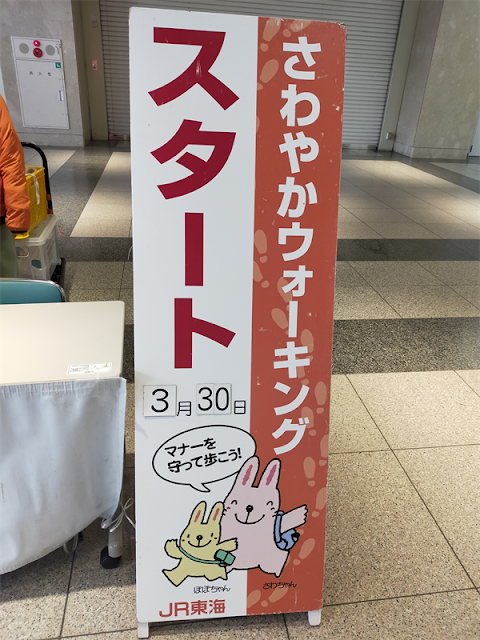 さわやかウォーキング
スタート
3月30日
マナーを
守って歩こう!
ほほちゃん
さわちゃん
JR東海